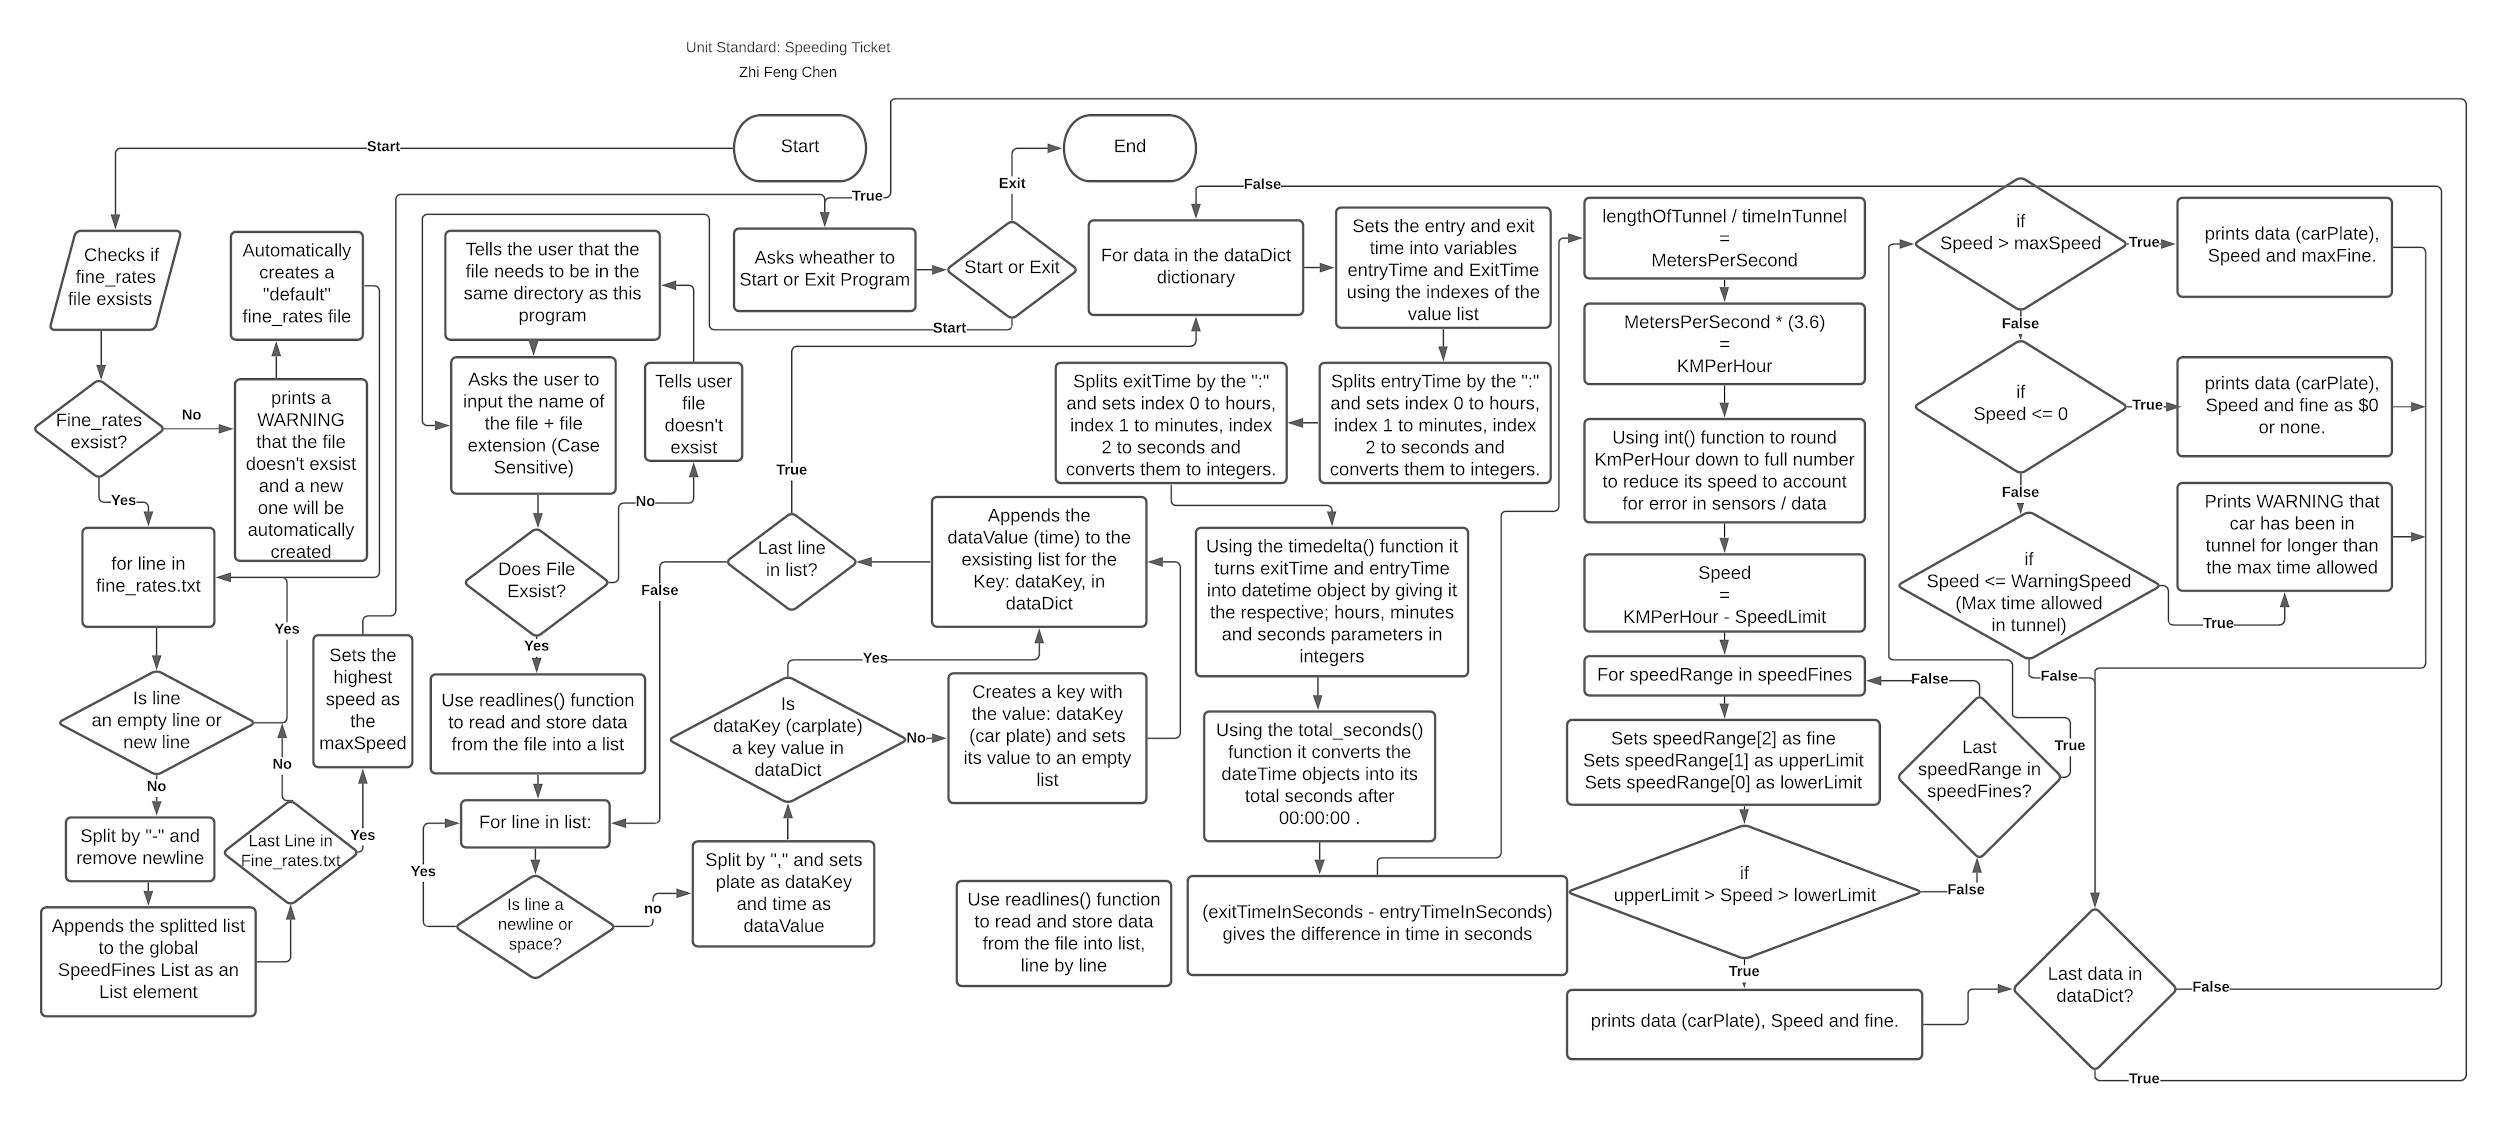 Unit Standard: Speeding Ticket
Zhi Feng Chen
Start
Start
Checks if
fine_rates
file exsists
Fine_rates
exsist?
No
Yes
prints a
WARNING
that the file
doesn't exsist
and a new
one will be
automatically
created
Automatically
creates a
"default"
fine_rates file
for line in
fine_rates.txt
Is line
an empty line or
new line
Yes
No
Split by "-" and
remove newline
Appends the splitted list
to the global
SpeedFines List as an
List element
Last Line in
Fine_rates.txt
No
Yes
Sets the
highest
speed as
the
maxSpeed
True
Asks wheather to
Start or Exit Program
Start or Exit
Exit
End
Start
Tells the user that the
file needs to be in the
same directory as this
program
Asks the user to
input the name of
the file + file
extension (Case
Sensitive)
Tells user
file
doesn't
exsist
No
Does File
Exsist?
Yes
Use readlines() function
to read and store data
from the file into a list
For line in list:
Yes
Is line a
newline or
space?
no
Split by "," and sets
plate as dataKey
and time as
dataValue
Is
dataKey (carplate)
a key value in
dataDict
Yes
No
Creates a key with
the value: dataKey
(car plate) and sets
its value to an empty
list
Appends the
dataValue (time) to the
exsisting list for the
Key: dataKey, in
dataDict
Last line
in list?
False
True
Use readlines() function
to read and store data
from the file into list,
line by line
False
For data in the dataDict
dictionary
Sets the entry and exit
time into variables
entryTime and ExitTime
using the indexes of the
value list
Splits entryTime by the ":"
and sets index 0 to hours,
index 1 to minutes, index
2 to seconds and
converts them to integers.
Splits exitTime by the ":"
and sets index 0 to hours,
index 1 to minutes, index
2 to seconds and
converts them to integers.
Using the timedelta() function it
turns exitTime and entryTime
into datetime object by giving it
the respective; hours, minutes
and seconds parameters in
integers
Using the total_seconds()
function it converts the
dateTime objects into its
total seconds after
00:00:00 .
(exitTimeInSeconds - entryTimeInSeconds)
gives the difference in time in seconds
lengthOfTunnel / timeInTunnel
=
MetersPerSecond
MetersPerSecond * (3.6)
=
KMPerHour
Using int() function to round
KmPerHour down to full number
to reduce its speed to account
for error in sensors / data
Speed
=
KMPerHour - SpeedLimit
For speedRange in speedFines
Sets speedRange[2] as fine
Sets speedRange[1] as upperLimit
Sets speedRange[0] as lowerLimit
if
upperLimit > Speed > lowerLimit
False
True
prints data (carPlate), Speed and fine.
Last
speedRange in
speedFines?
False
True
if
Speed > maxSpeed
True
prints data (carPlate),
Speed and maxFine.
False
if
Speed <= 0
True
prints data (carPlate),
Speed and fine as $0
or none.
False
if
Speed <= WarningSpeed
(Max time allowed
in tunnel)
True
Prints WARNING that
car has been in
tunnel for longer than
the max time allowed
False
Last data in
dataDict?
False
True